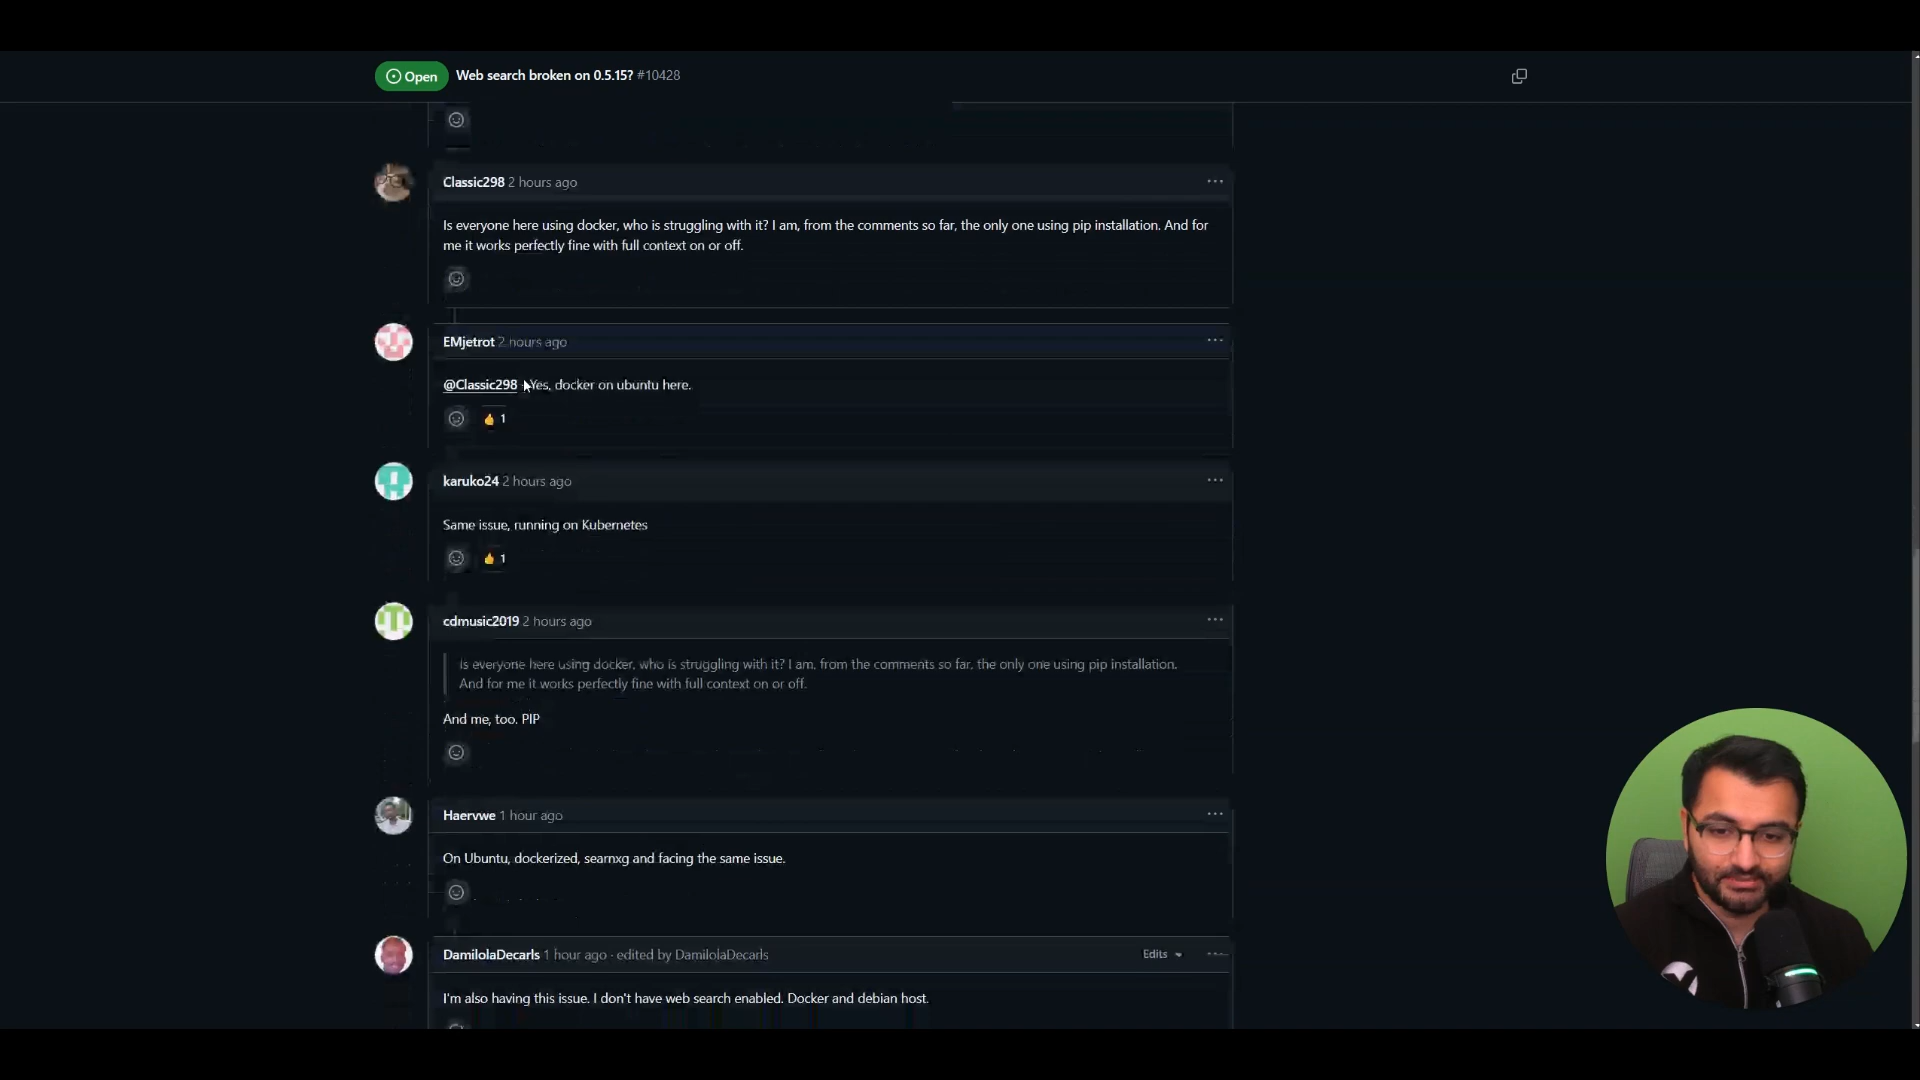 Open Web search broken on 0.5.15? #10428
Classic298 2 hours ago
Is everyone here using docker, who is struggling with it? I am, from the comments so far, the only one using pip installation. And for
me it works perfectly fine with full context on or off.
EMjetrot 2 hours ago
@Classic298 Yes, docker on ubuntu here.
1
karuko24 2 hours ago
Same issue, running on Kubernetes
1
cdmusic2019 2 hours ago
Is everyone here using docker, who is struggling with it? I am, from the comments so far, the only one using pip installation.
And for me it works perfectly fine with full context on or off.
And me, too. PIP
Haervwe 1 hour ago
On Ubuntu, dockerized, searnxg and facing the same issue.
DamilolaDecarls 1 hour ago · edited by DamilolaDecarls Edits
I'm also having this issue. I don't have web search enabled. Docker and debian host.